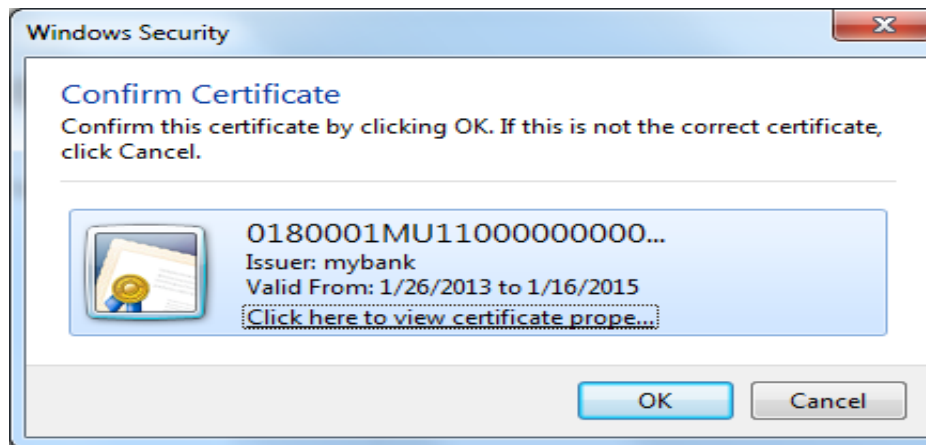 Windows Security
Confirm Certificate
Confirm this certificate by clicking OK. If this is not the correct certificate,
click Cancel.
0180001MU11000000000...
Issuer: mybank
Valid From: 1/26/2013 to 1/16/2015
Click here to view certificate prope...
OK Cancel